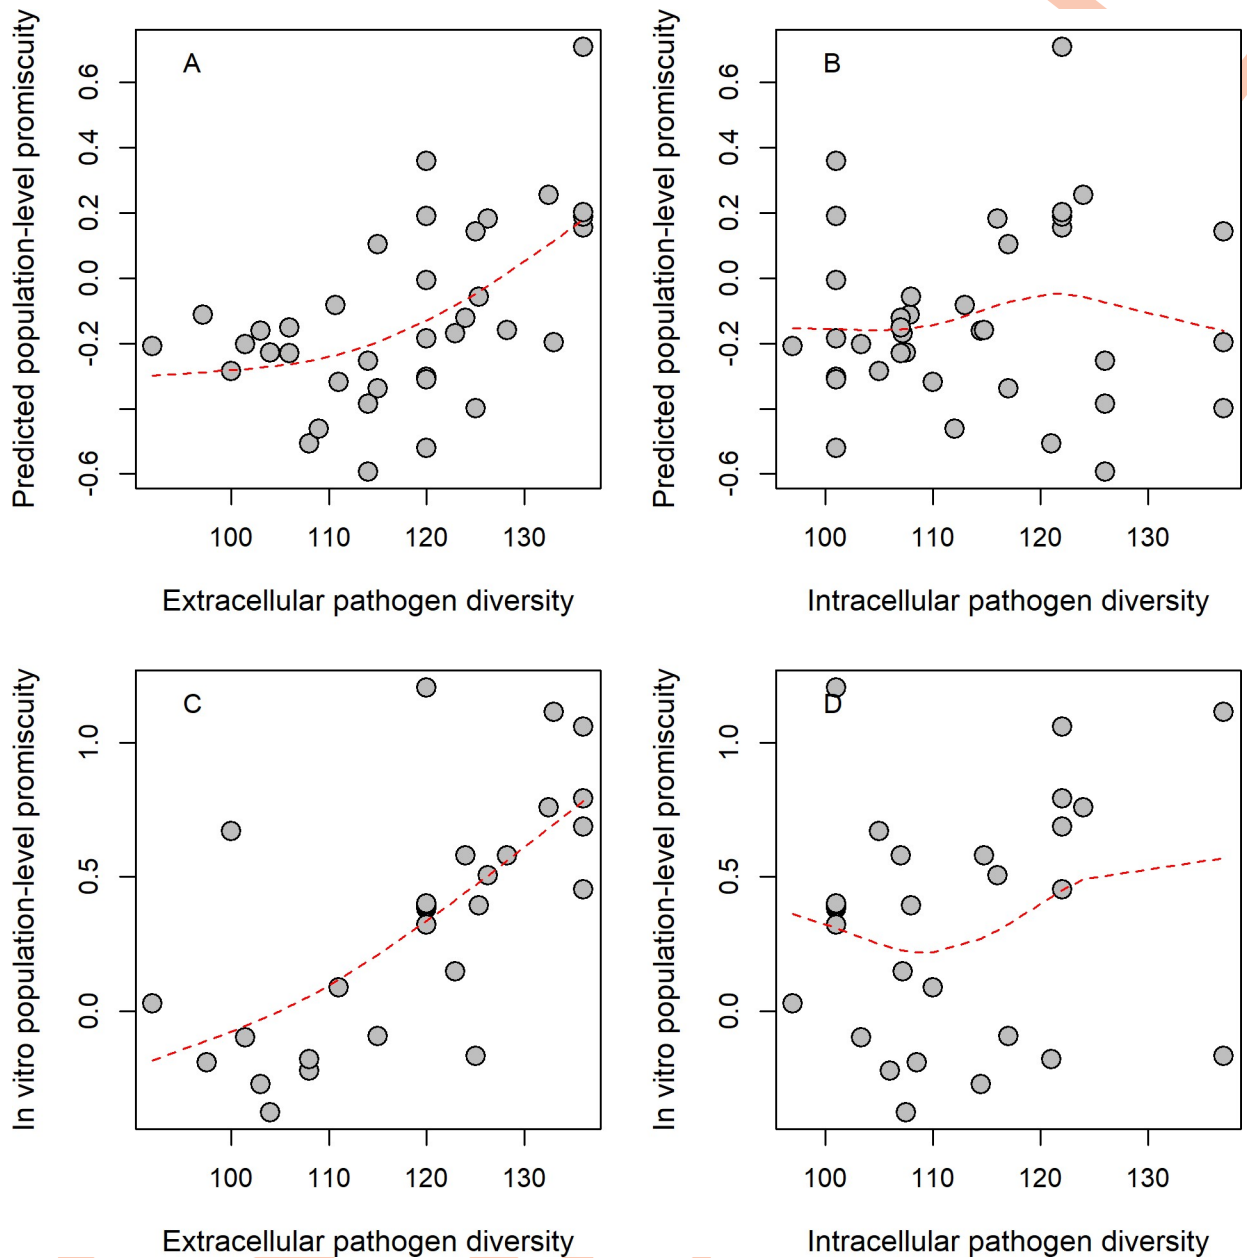 A
Predicted population-level promiscuity
0.6
0.4
0.2
0.0
-0.2
-0.6
100 110 120 130
Extracellular pathogen diversity
B
Predicted population-level promiscuity
0.6
0.4
0.2
0.0
-0.2
-0.6
100 110 120 130
Intracellular pathogen diversity
C
In vitro population-level promiscuity
1.0
0.5
0.0
100 110 120 130
Extracellular pathogen diversity
D
In vitro population-level promiscuity
1.0
0.5
0.0
100 110 120 130
Intracellular pathogen diversity